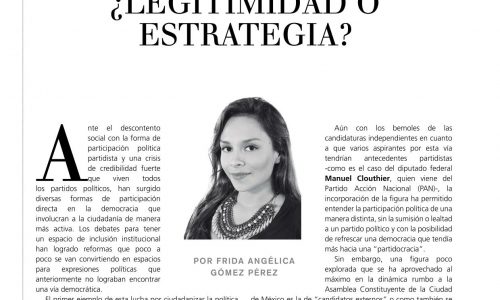 ¿LEGITIMIDAD O
ESTRATEGIA?
Ante el descontento
social con la forma de
participación política
partidista y una crisis
de credibilidad fuerte
que viven todos
los partidos políticos, han surgido
diversas formas de participación
directa en la democracia que
involucran a la ciudadanía de manera
más activa. Los debates para tener
un espacio de inclusión institucional
han logrado reformas que poco a
poco se van convirtiendo en espacios
para expresiones políticas que
anteriormente no lograban encontrar
una vía democrática.
El primer ejemplo de esta lucha por ciudadanizar la política
POR FRIDA ANGÉLICA
GÓMEZ PÉREZ
Aún con los bemoles de las
candidaturas independientes en cuanto
a que varios aspirantes por esta vía
tendrían antecedentes partidistas
-como es el caso del diputado federal
Manuel Clouthier, quien viene del
Partido Acción Nacional (PAN)-, la
incorporación de la figura ha permitido
entender la participación política de una
manera distinta, sin la sumisión o lealtad
a un partido político y con la posibilidad
de refrescar una democracia que tendía
más hacia una "partidocracia".
Sin embargo, una figura poco
explorada que se ha aprovechado al
máximo en la dinámica rumbo a la
Asamblea Constituyente de la Ciudad
de México es la de "candidatos externos" o como también es